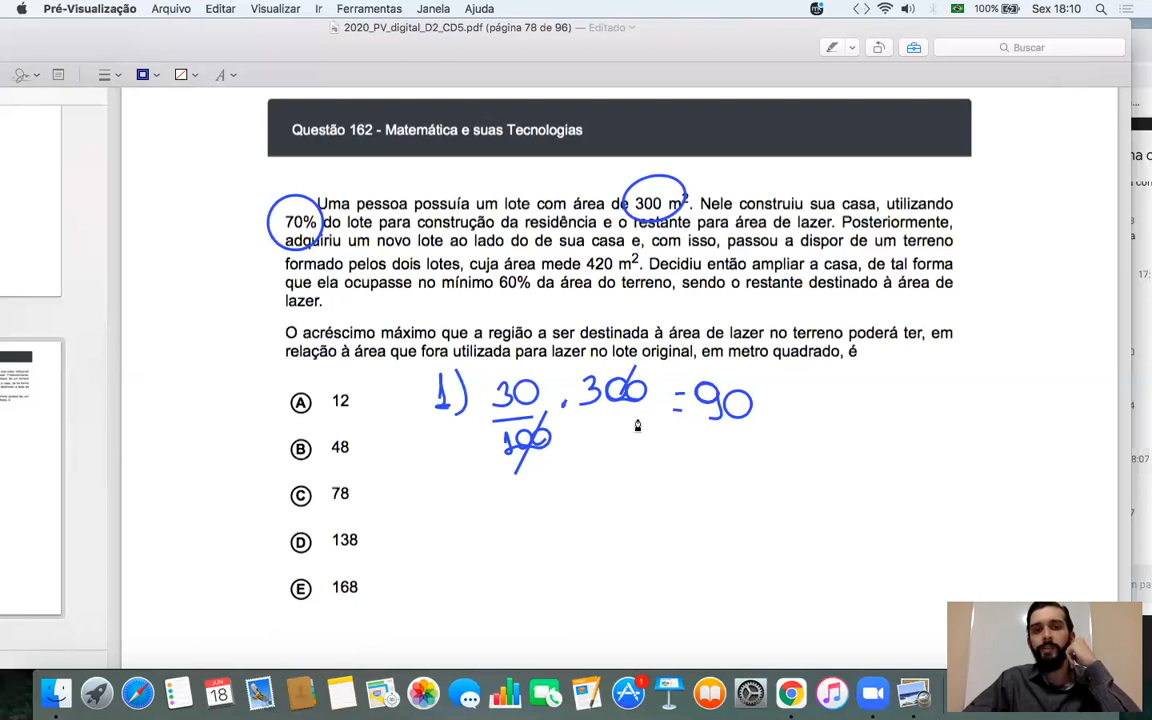 Pré-Visualização Arquivo Editar Visualizar Ir Ferramentas Janela Ajuda 100% Sex 18:10
2020_PV_digital_D2_CD5.pdf (página 78 de 96) — Editado
Buscar
Questão 162 - Matemática e suas Tecnologias
Uma pessoa possuía um lote com área de 300 m². Nele construiu sua casa, utilizando
70% do lote para construção da residência e o restante para área de lazer. Posteriormente,
adquiriu um novo lote ao lado do de sua casa e, com isso, passou a dispor de um terreno
formado pelos dois lotes, cuja área mede 420 m². Decidiu então ampliar a casa, de tal forma
que ela ocupasse no mínimo 60% da área do terreno, sendo o restante destinado à área de
lazer.
O acréscimo máximo que a região a ser destinada à área de lazer no terreno poderá ter, em
relação à área que fora utilizada para lazer no lote original, em metro quadrado, é
1) 30/100 . 300 = 90
A 12
B 48
C 78
D 138
E 168
JUN
18
1